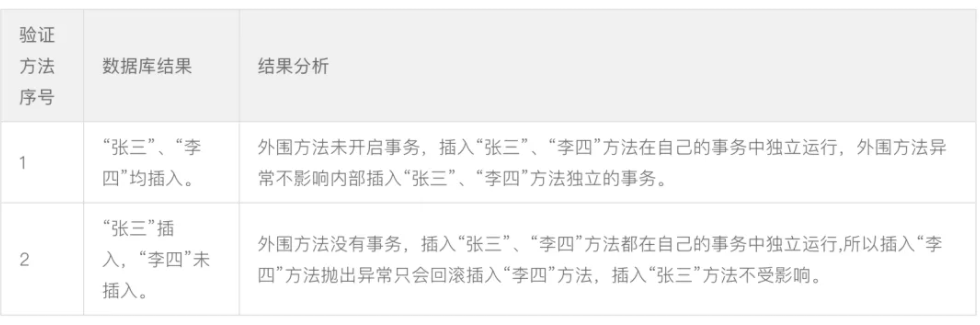 验证
方法
序号
数据库结果
结果分析
1
“张三”、“李
四”均插入。
外围方法未开启事务，插入“张三”、“李四”方法在自己的事务中独立运行，外围方法异
常不影响内部插入“张三”、“李四”方法独立的事务。
2
“张三”插
入，“李四”未
插入。
外围方法没有事务，插入“张三”、“李四”方法都在自己的事务中独立运行,所以插入“李
四”方法抛出异常只会回滚插入“李四”方法，插入“张三”方法不受影响。